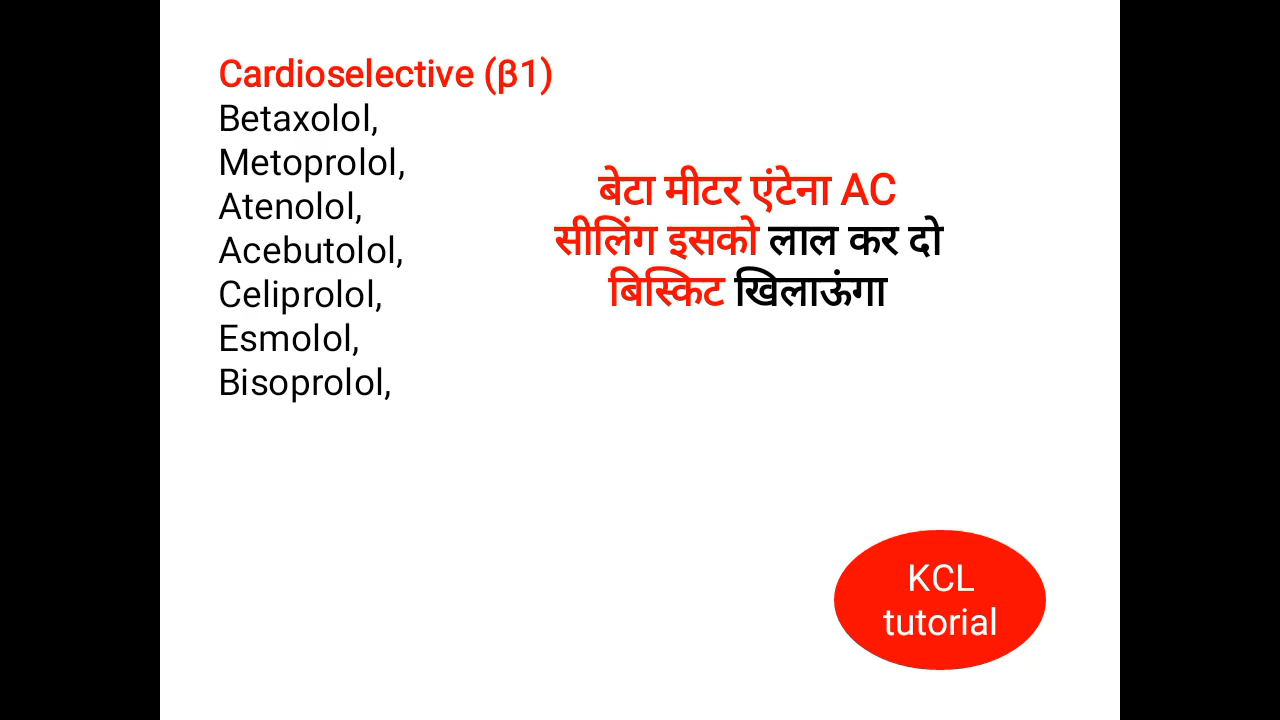 Cardioselective (β1)
Betaxolol,
Metoprolol,
Atenolol,
Acebutolol,
Celiprolol,
Esmolol,
Bisoprolol,
बेटा मीटर एंटेना AC
सीलिंग इसको लाल कर दो
बिस्किट खिलाऊंगा
KCL
tutorial